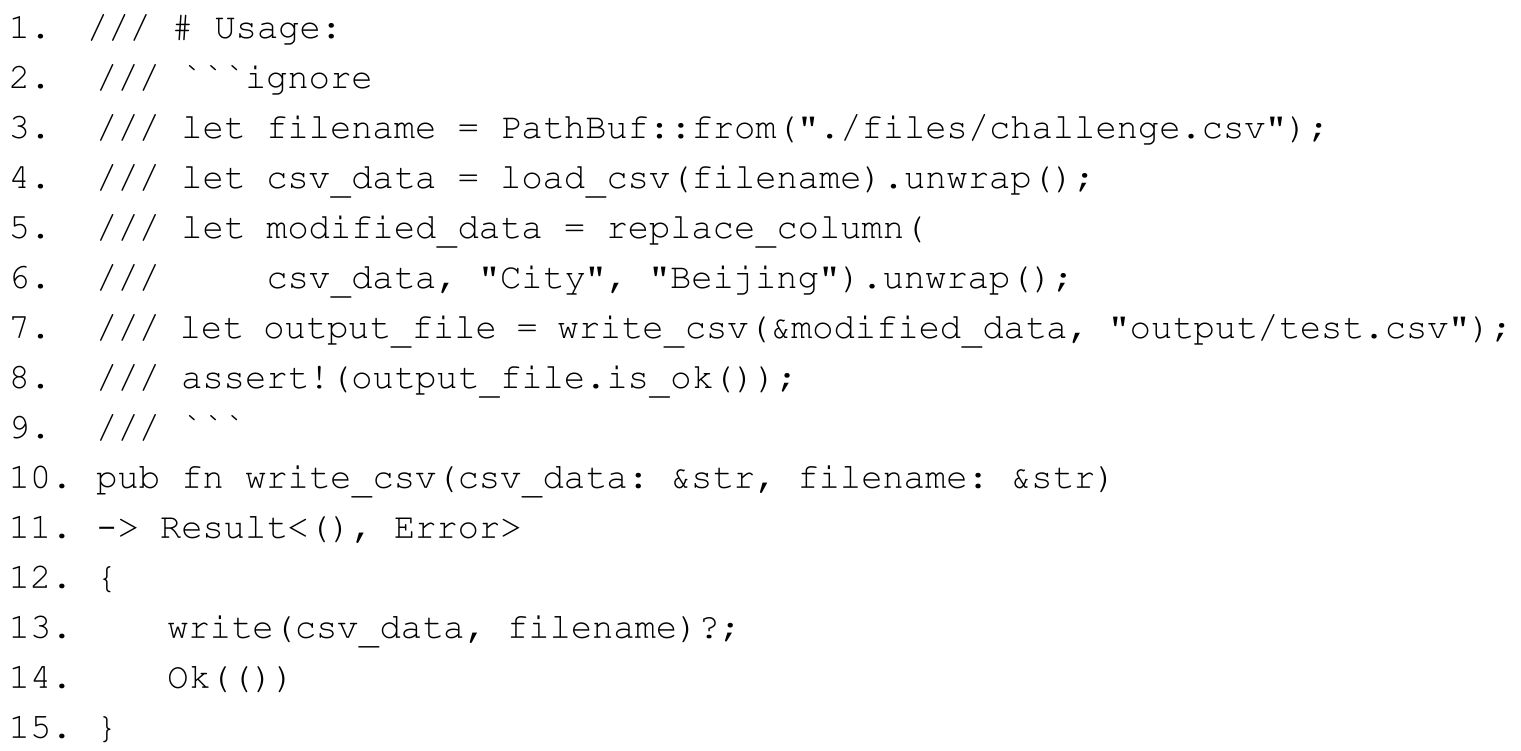 1.  /// # Usage:
2.  /// ```ignore
3.  /// let filename = PathBuf::from("./files/challenge.csv");
4.  /// let csv_data = load_csv(filename).unwrap();
5.  /// let modified_data = replace_column(
6.  ///     csv_data, "City", "Beijing").unwrap();
7.  /// let output_file = write_csv(&modified_data, "output/test.csv");
8.  /// assert!(output_file.is_ok());
9.  /// ```
10. pub fn write_csv(csv_data: &str, filename: &str)
11. -> Result<(), Error>
12. {
13.     write(csv_data, filename)?;
14.     Ok(())
15. }